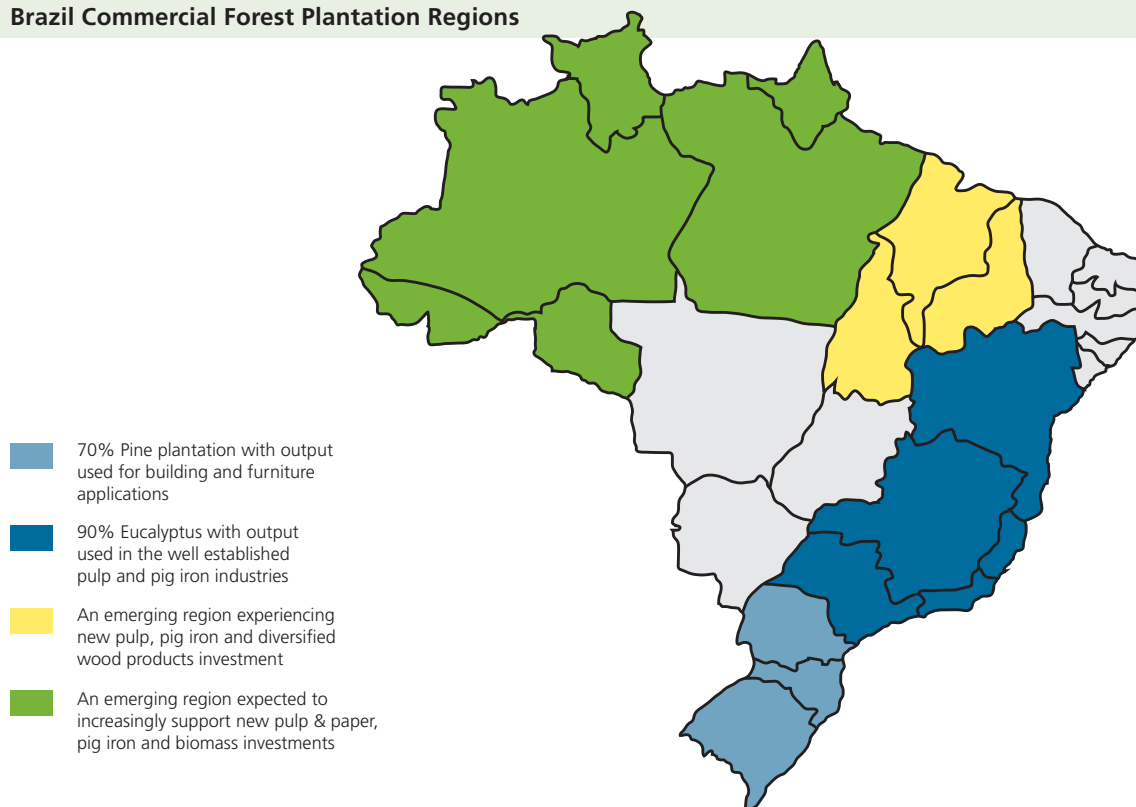 Brazil Commercial Forest Plantation Regions
70% Pine plantation with output
used for building and furniture
applications
90% Eucalyptus with output
used in the well established
pulp and pig iron industries
An emerging region experiencing
new pulp, pig iron and diversified
wood products investment
An emerging region expected to
increasingly support new pulp & paper,
pig iron and biomass investments